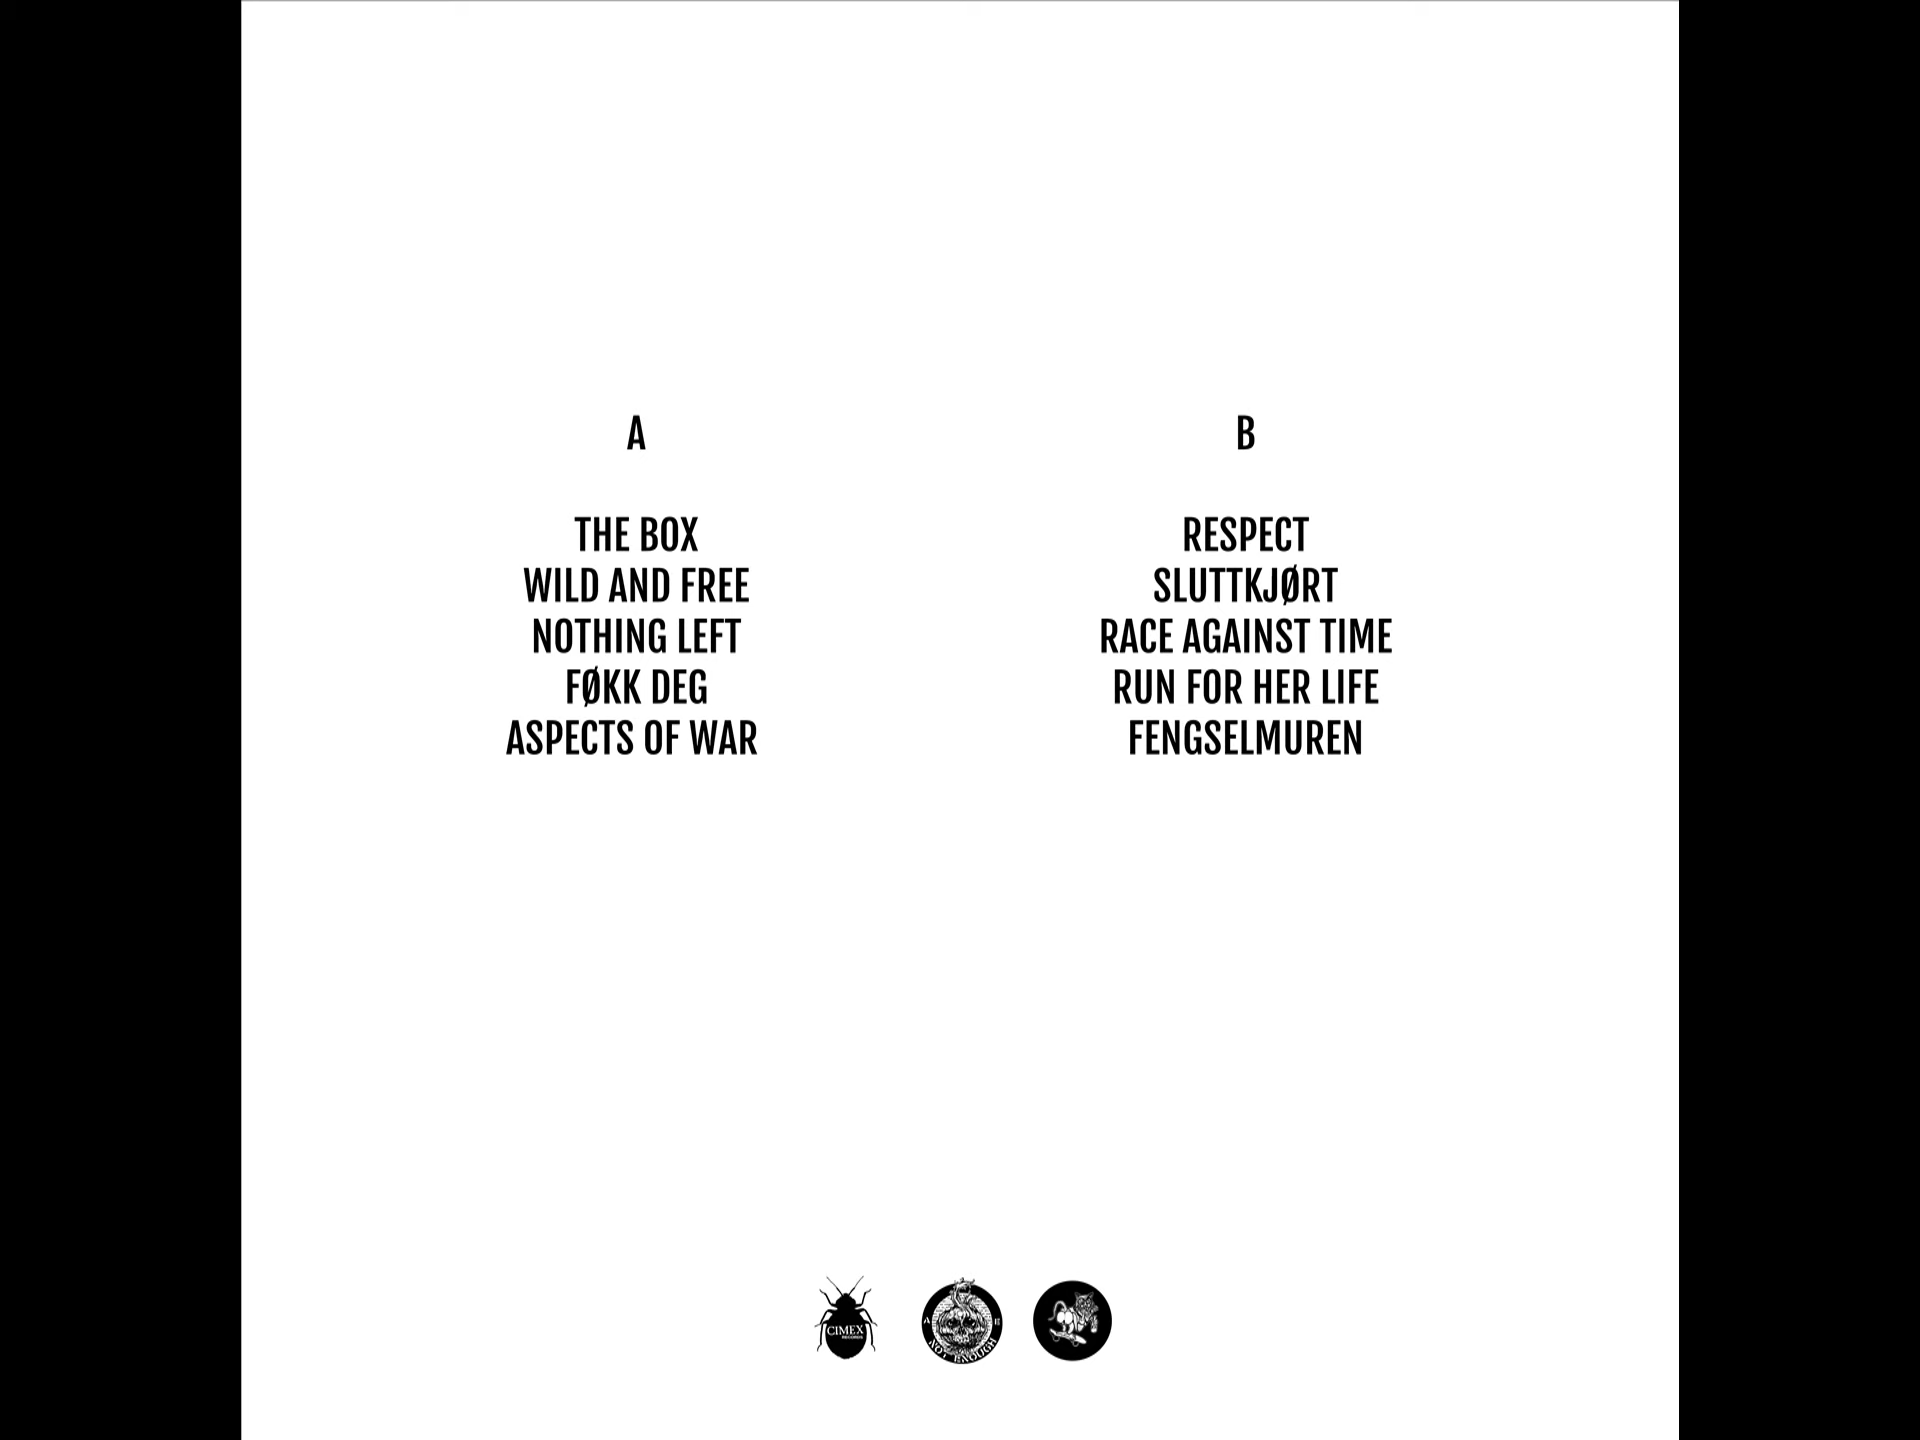 A
THE BOX
WILD AND FREE
NOTHING LEFT
FØKK DEG
ASPECTS OF WAR
B
RESPECT
SLUTTKJØRT
RACE AGAINST TIME
RUN FOR HER LIFE
FENGSELMUREN
CIMEX
RECORDS
A E
NOT ENOUGH